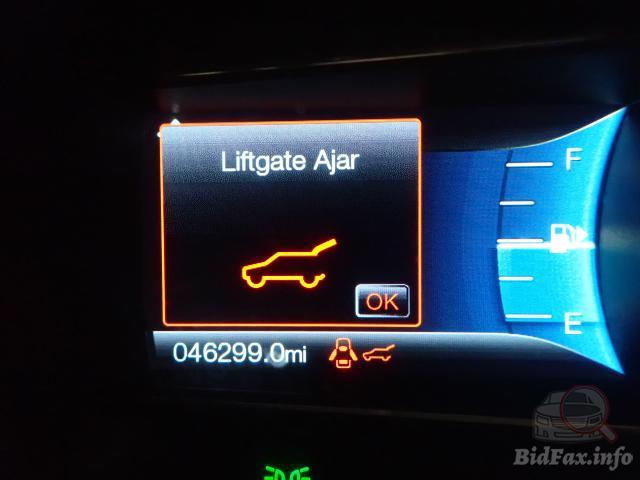 Liftgate Ajar
OK
F
E
046299.0mi
BidFax.info